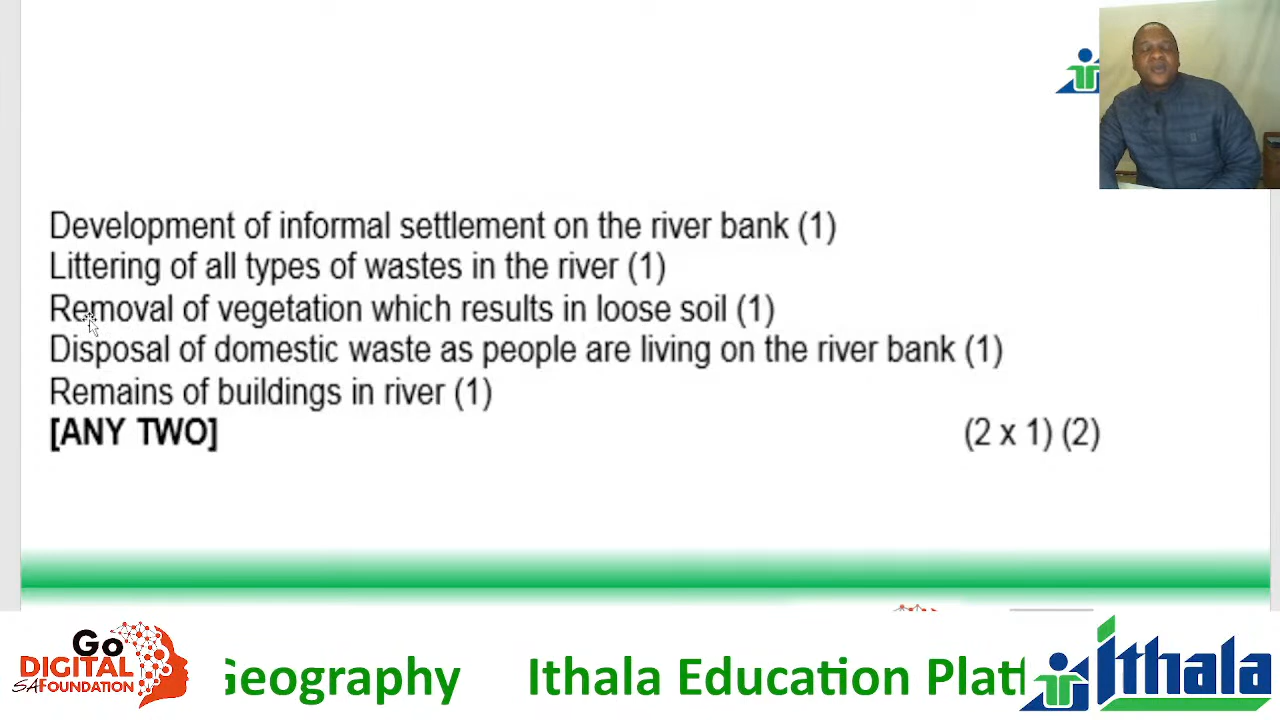 Development of informal settlement on the river bank (1)
Littering of all types of wastes in the river (1)
Removal of vegetation which results in loose soil (1)
Disposal of domestic waste as people are living on the river bank (1)
Remains of buildings in river (1)
[ANY TWO] (2 x 1) (2)
Go
DIGITAL
SA FOUNDATION
Geography Ithala Education Platf
Ithala